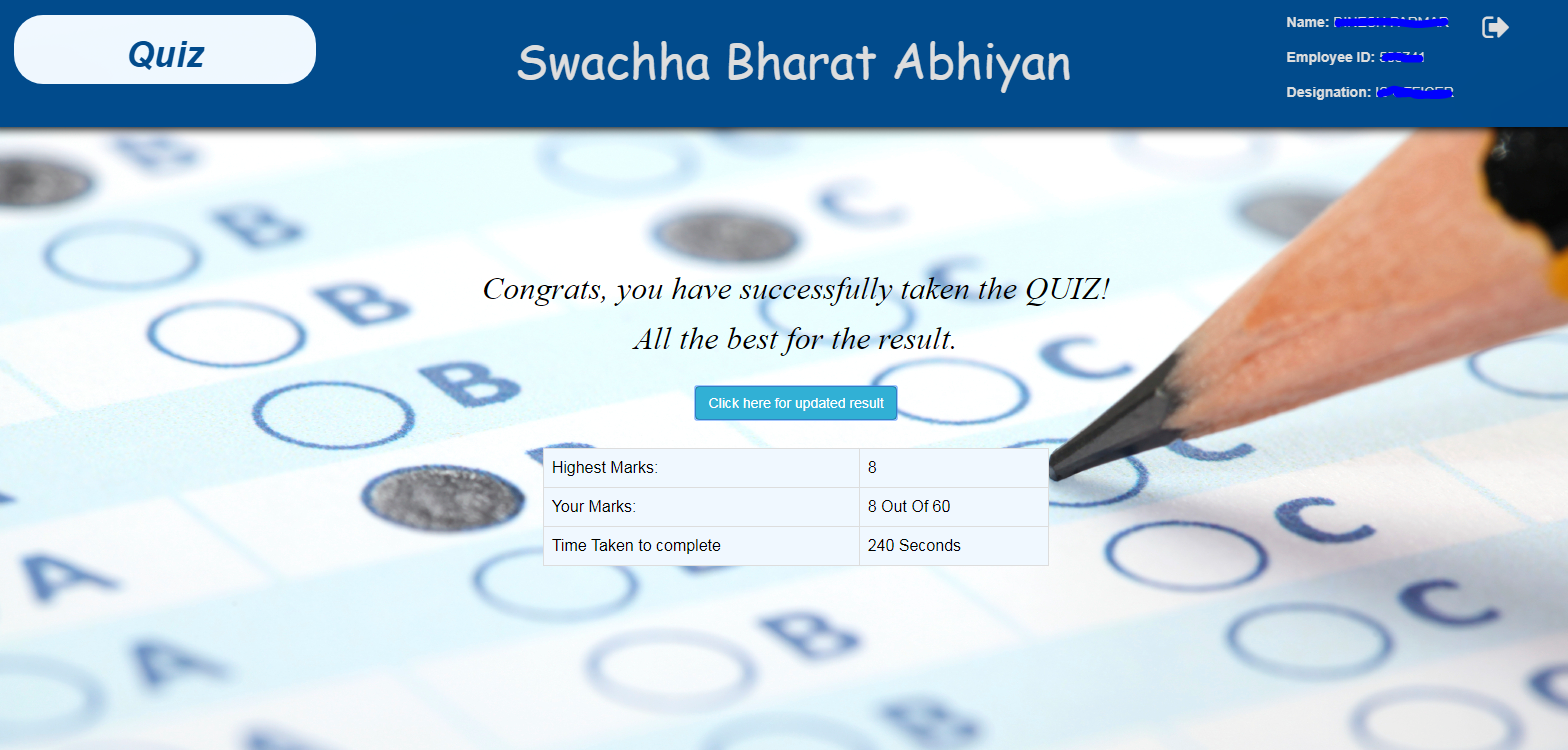 Quiz
Swachha Bharat Abhiyan
Name:
Employee ID:
Designation:
B
C
B
C
B
C
B
C
Congrats, you have successfully taken the QUIZ!
All the best for the result.
Click here for updated result
Highest Marks: 8
Your Marks: 8 Out Of 60
Time Taken to complete 240 Seconds
A
C
A
B
C
B